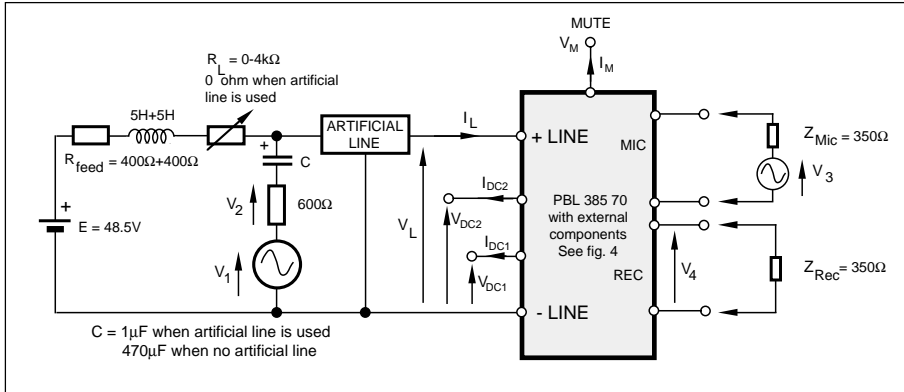 MUTE
V_M
I_M
R_L = 0-4kΩ
0 ohm when artificial
line is used
5H+5H
R_feed = 400Ω+400Ω
ARTIFICIAL
LINE
I_L
+ LINE
MIC
Z_Mic = 350Ω
V_3
+
C
V_2
600Ω
I_DC2
V_DC2
V_L
PBL 385 70
with external
components
See fig. 4
+
E = 48.5V
V_1
I_DC1
V_DC1
REC
V_4
Z_Rec = 350Ω
- LINE
C = 1µF when artificial line is used
470µF when no artificial line